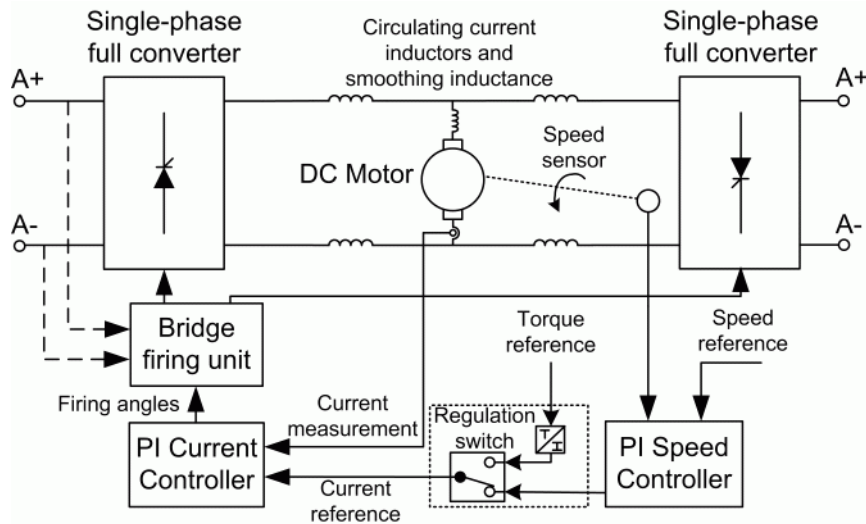 Single-phase
full converter
Circulating current
inductors and
smoothing inductance
Single-phase
full converter
A+
A+
DC Motor
Speed
sensor
A-
A-
Bridge
firing unit
Torque
reference
Speed
reference
Firing angles
Current
measurement
Regulation
switch
T
I
PI Current
Controller
PI Speed
Controller
Current
reference